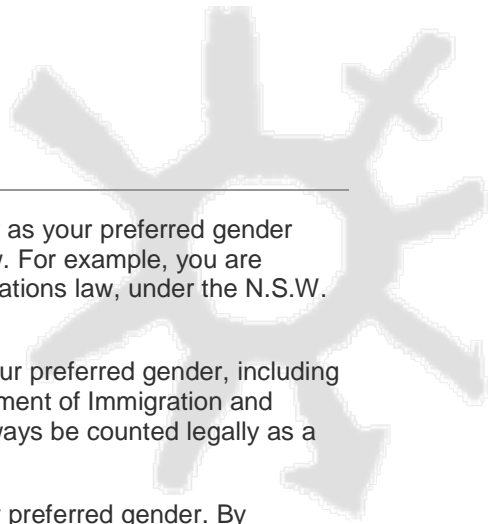 as your preferred gender
. For example, you are
ations law, under the N.S.W.
ur preferred gender, including
ment of Immigration and
ays be counted legally as a
preferred gender. By